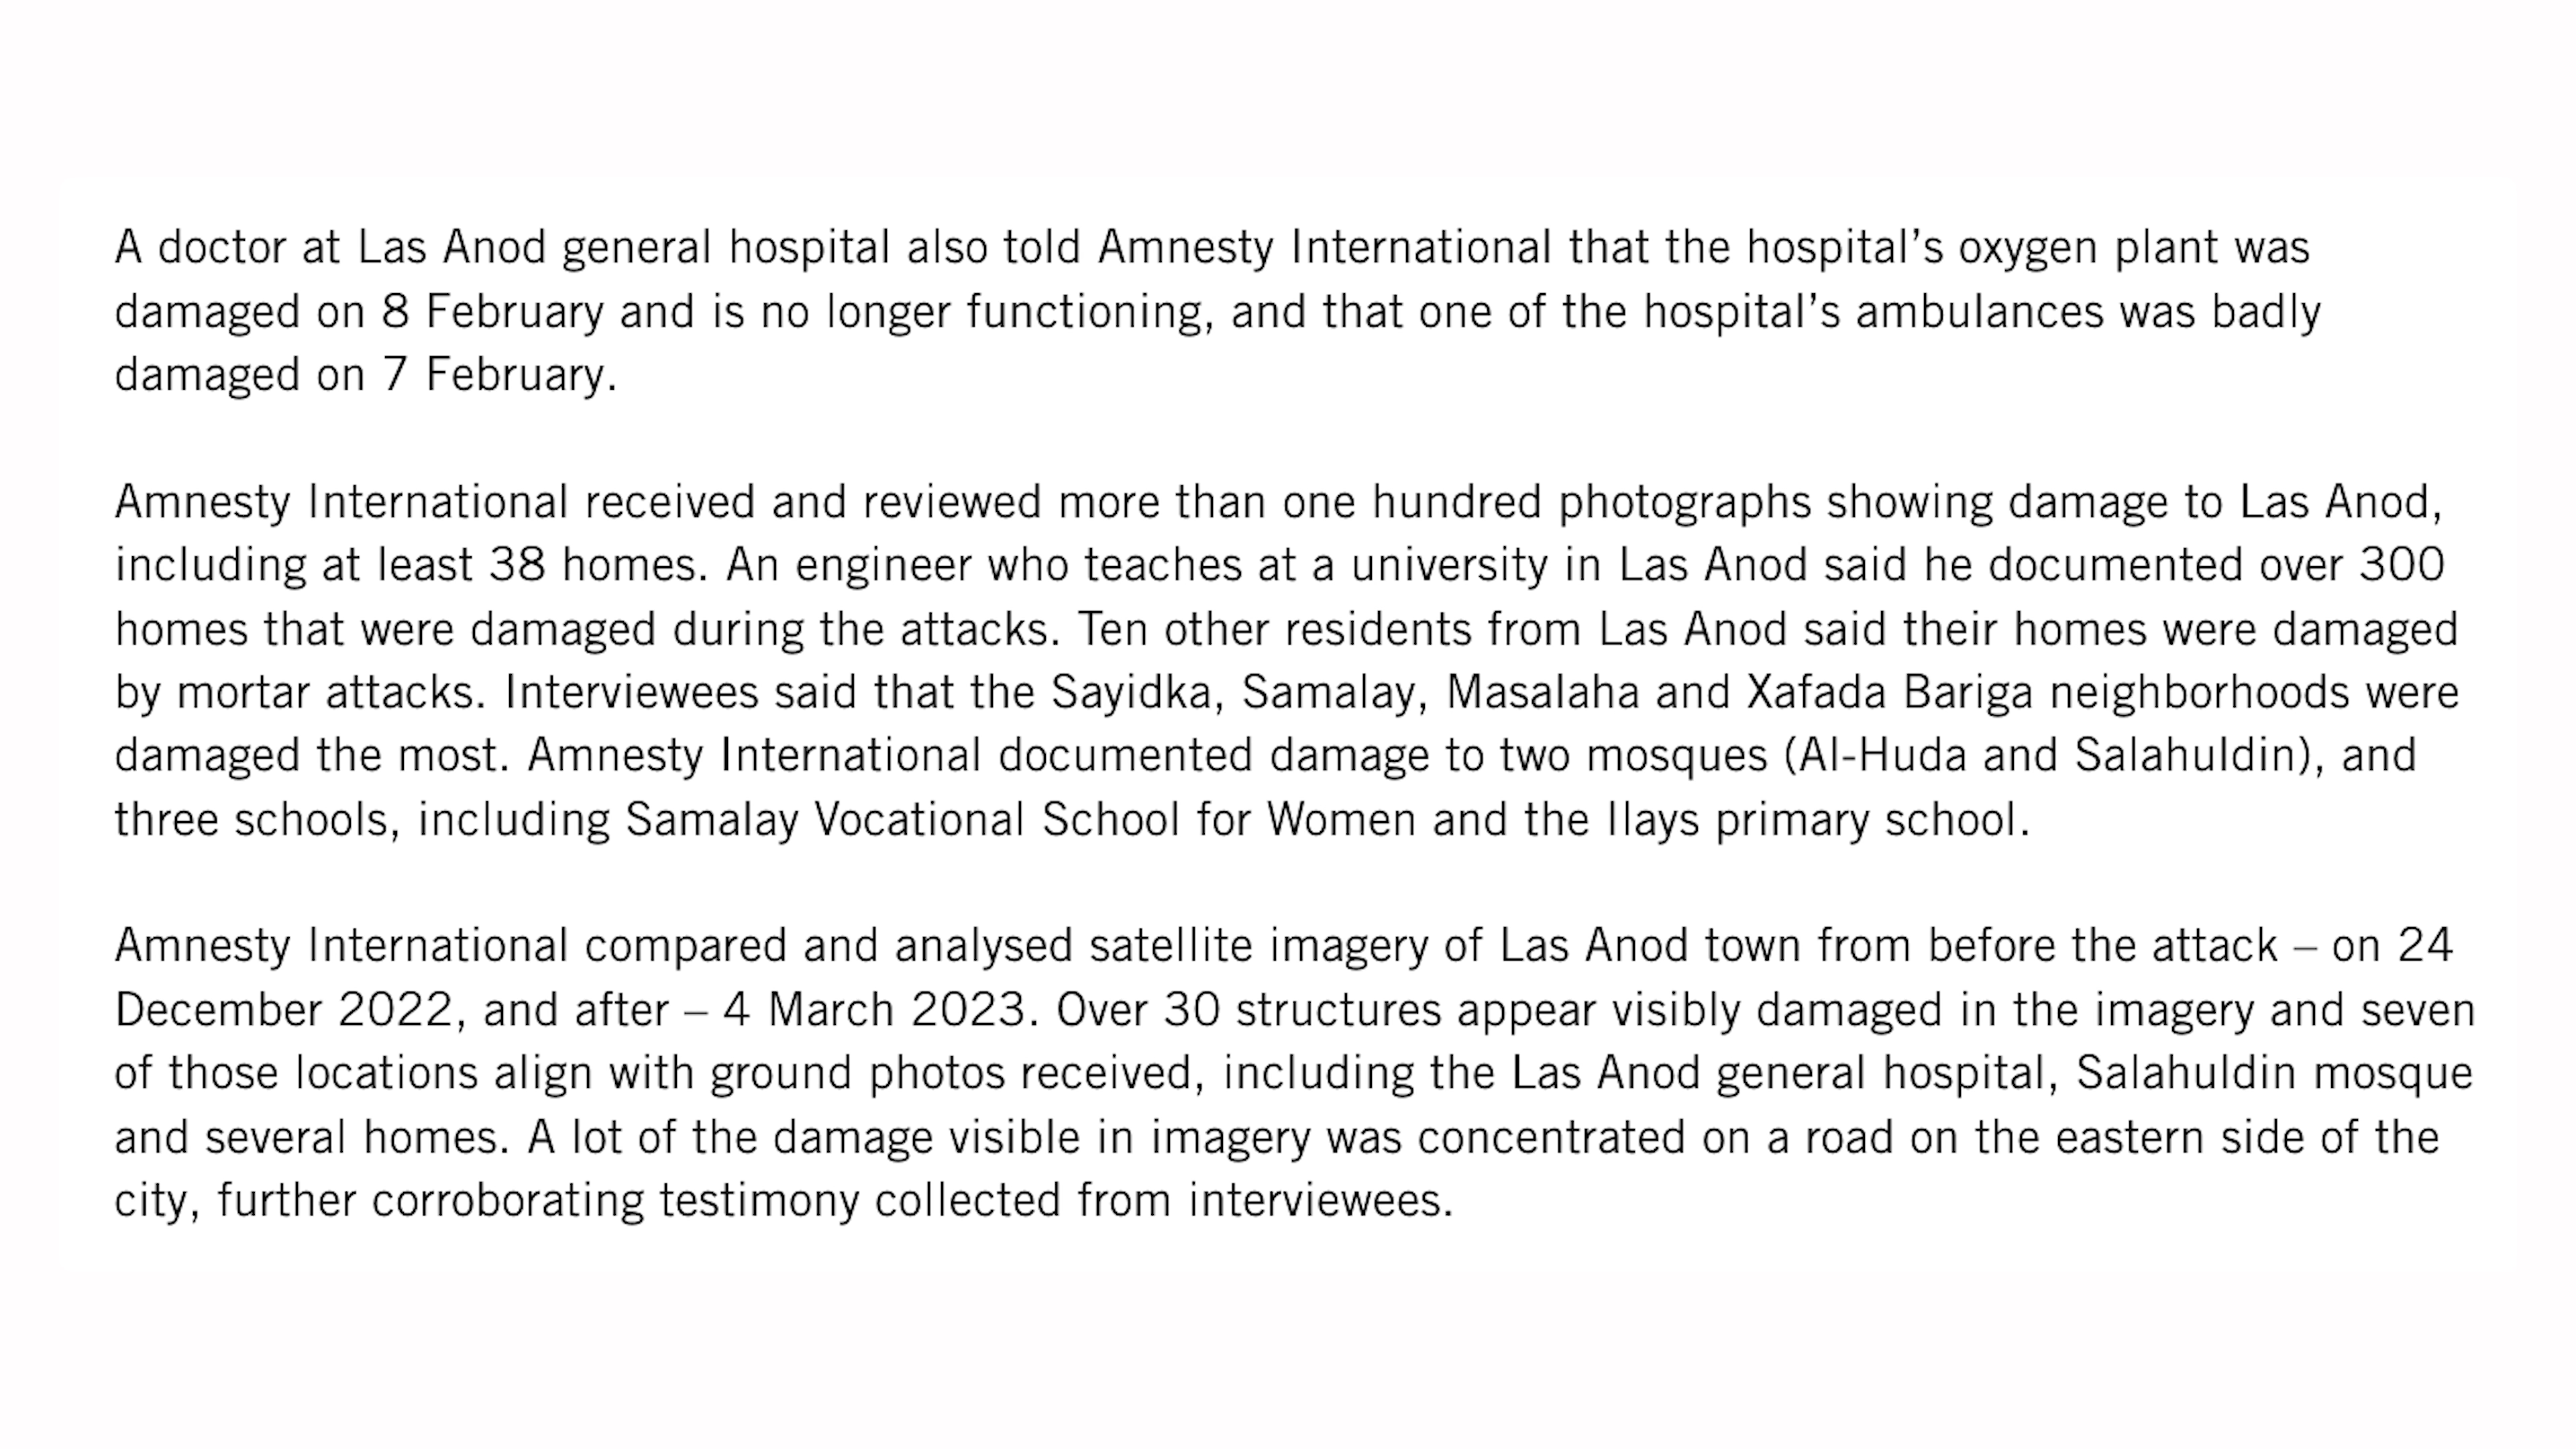 A doctor at Las Anod general hospital also told Amnesty International that the hospital’s oxygen plant was
damaged on 8 February and is no longer functioning, and that one of the hospital’s ambulances was badly
damaged on 7 February.
Amnesty International received and reviewed more than one hundred photographs showing damage to Las Anod,
including at least 38 homes. An engineer who teaches at a university in Las Anod said he documented over 300
homes that were damaged during the attacks. Ten other residents from Las Anod said their homes were damaged
by mortar attacks. Interviewees said that the Sayidka, Samalay, Masalaha and Xafada Bariga neighborhoods were
damaged the most. Amnesty International documented damage to two mosques (Al-Huda and Salahuldin), and
three schools, including Samalay Vocational School for Women and the Ilays primary school.
Amnesty International compared and analysed satellite imagery of Las Anod town from before the attack – on 24
December 2022, and after – 4 March 2023. Over 30 structures appear visibly damaged in the imagery and seven
of those locations align with ground photos received, including the Las Anod general hospital, Salahuldin mosque
and several homes. A lot of the damage visible in imagery was concentrated on a road on the eastern side of the
city, further corroborating testimony collected from interviewees.